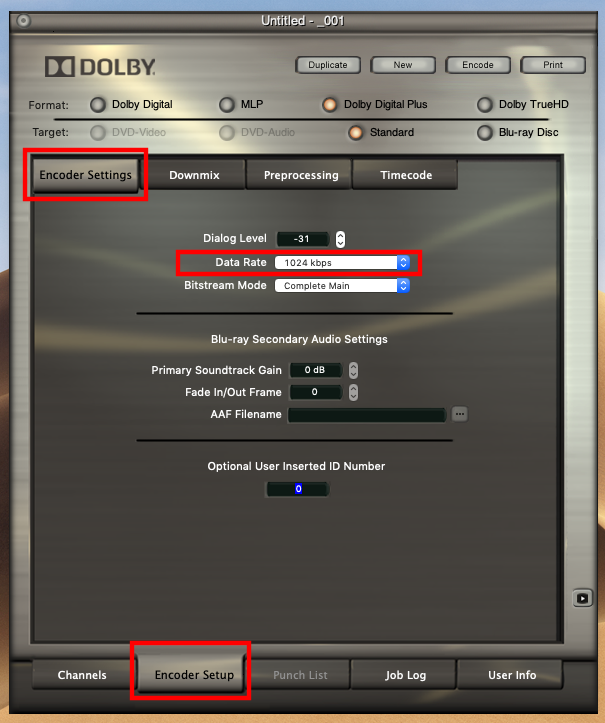 Untitled - _001
DOLBY
Duplicate New Encode Print
Format: Dolby Digital MLP Dolby Digital Plus Dolby TrueHD
Target: DVD-Video DVD-Audio Standard Blu-ray Disc
Encoder Settings Downmix Preprocessing Timecode
Dialog Level -31
Data Rate 1024 kbps
Bitstream Mode Complete Main
Blu-ray Secondary Audio Settings
Primary Soundtrack Gain 0 dB
Fade In/Out Frame 0
AAF Filename ...
Optional User Inserted ID Number
0
Channels Encoder Setup Punch List Job Log User Info